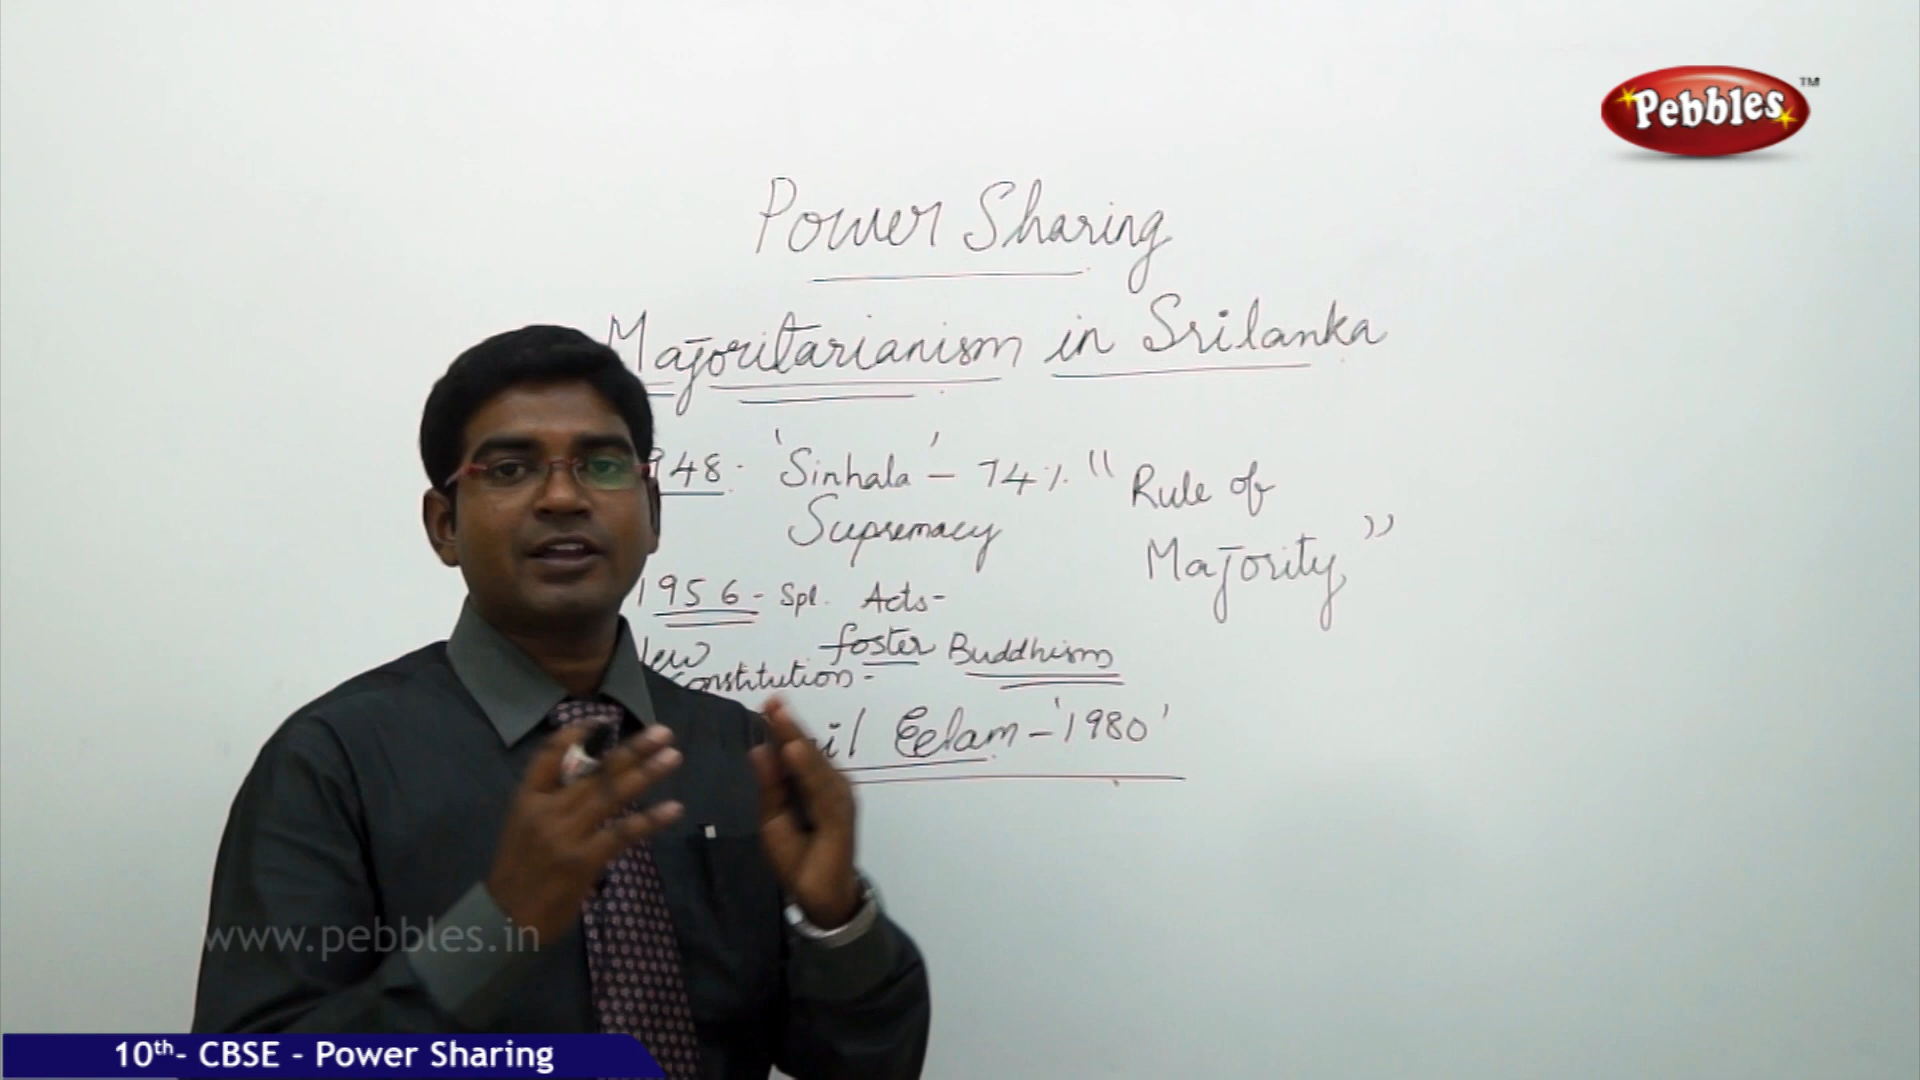 Pebbles TM
Power Sharing
Majoritarianism in Srilanka
948: 'Sinhala' – 74% "Rule of
Supremacy Majority"
1956 - Spl. Acts-
foster Buddhism
constitution -
Eelam - '1980'
www.pebbles.in
10th- CBSE - Power Sharing